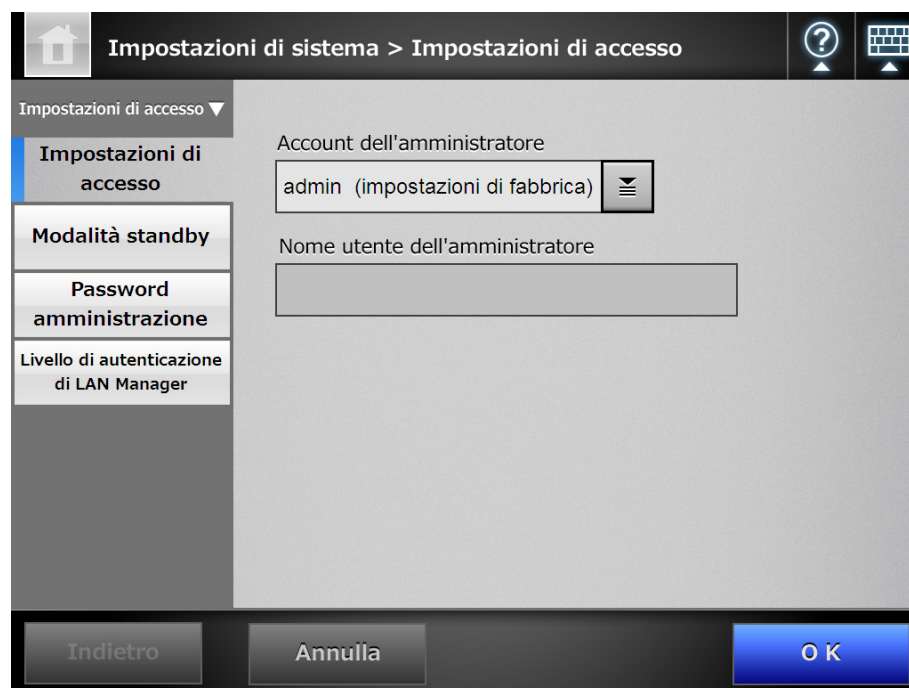 Impostazioni di sistema > Impostazioni di accesso
?
Impostazioni di accesso
Impostazioni di
accesso
Modalità standby
Password
amministrazione
Livello di autenticazione
di LAN Manager
Account dell'amministratore
admin (impostazioni di fabbrica)
Nome utente dell'amministratore
Indietro
Annulla
OK